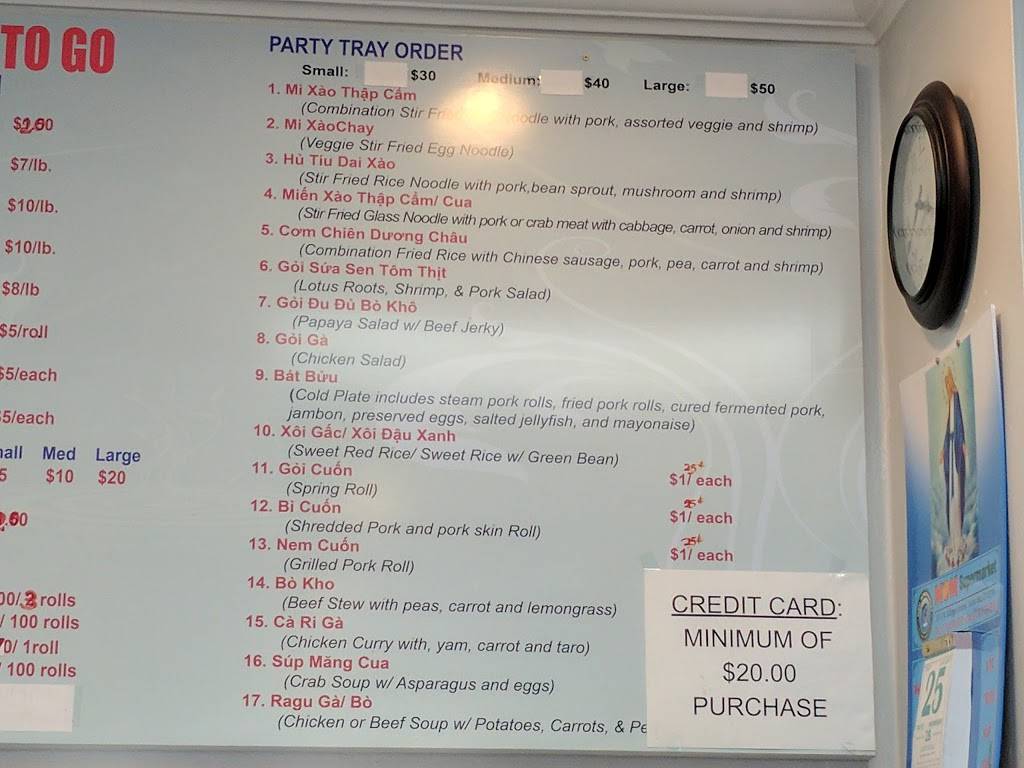 TO GO
$7/lb.
$10/lb.
$10/lb.
$8/lb
$5/roll
$5/each
$5/each
Med Large
$10 $20
rolls
/ 100 rolls
/ 1roll
100 rolls
PARTY TRAY ORDER
Small: $30 Medium: $40 Large: $50
1. Mì Xào Thập Cẩm
(Combination Stir noodle with pork, assorted veggie and shrimp)
2. Mì XàoChay
(Veggie Stir Fried Egg Noodle)
3. Hủ Tíu Dai Xào
(Stir Fried Rice Noodle with pork,bean sprout, mushroom and shrimp)
4. Miến Xào Thập Cẩm/ Cua
(Stir Fried Glass Noodle with pork or crab meat with cabbage, carrot, onion and shrimp)
5. Cơm Chiên Dương Châu
(Combination Fried Rice with Chinese sausage, pork, pea, carrot and shrimp)
6. Gỏi Sứa Sen Tôm Thịt
(Lotus Roots, Shrimp, & Pork Salad)
7. Gỏi Đu Đủ Bò Khô
(Papaya Salad w/ Beef Jerky)
8. Gỏi Gà
(Chicken Salad)
9. Bát Bửu
(Cold Plate includes steam pork rolls, fried pork rolls, cured fermented pork,
jambon, preserved eggs, salted jellyfish, and mayonaise)
10. Xôi Gấc/ Xôi Đậu Xanh
(Sweet Red Rice/ Sweet Rice w/ Green Bean)
11. Gỏi Cuốn $1 25¢/ each
(Spring Roll)
12. Bì Cuốn $1 25¢/ each
(Shredded Pork and pork skin Roll)
13. Nem Cuốn $1 25¢/ each
(Grilled Pork Roll)
14. Bò Kho
(Beef Stew with peas, carrot and lemongrass)
15. Cà Ri Gà
(Chicken Curry with, yam, carrot and taro)
16. Súp Măng Cua
(Crab Soup w/ Asparagus and eggs)
17. Ragu Gà/ Bò
(Chicken or Beef Soup w/ Potatoes, Carrots, &
CREDIT CARD:
MINIMUM OF
$20.00
PURCHASE
Supermarket
25